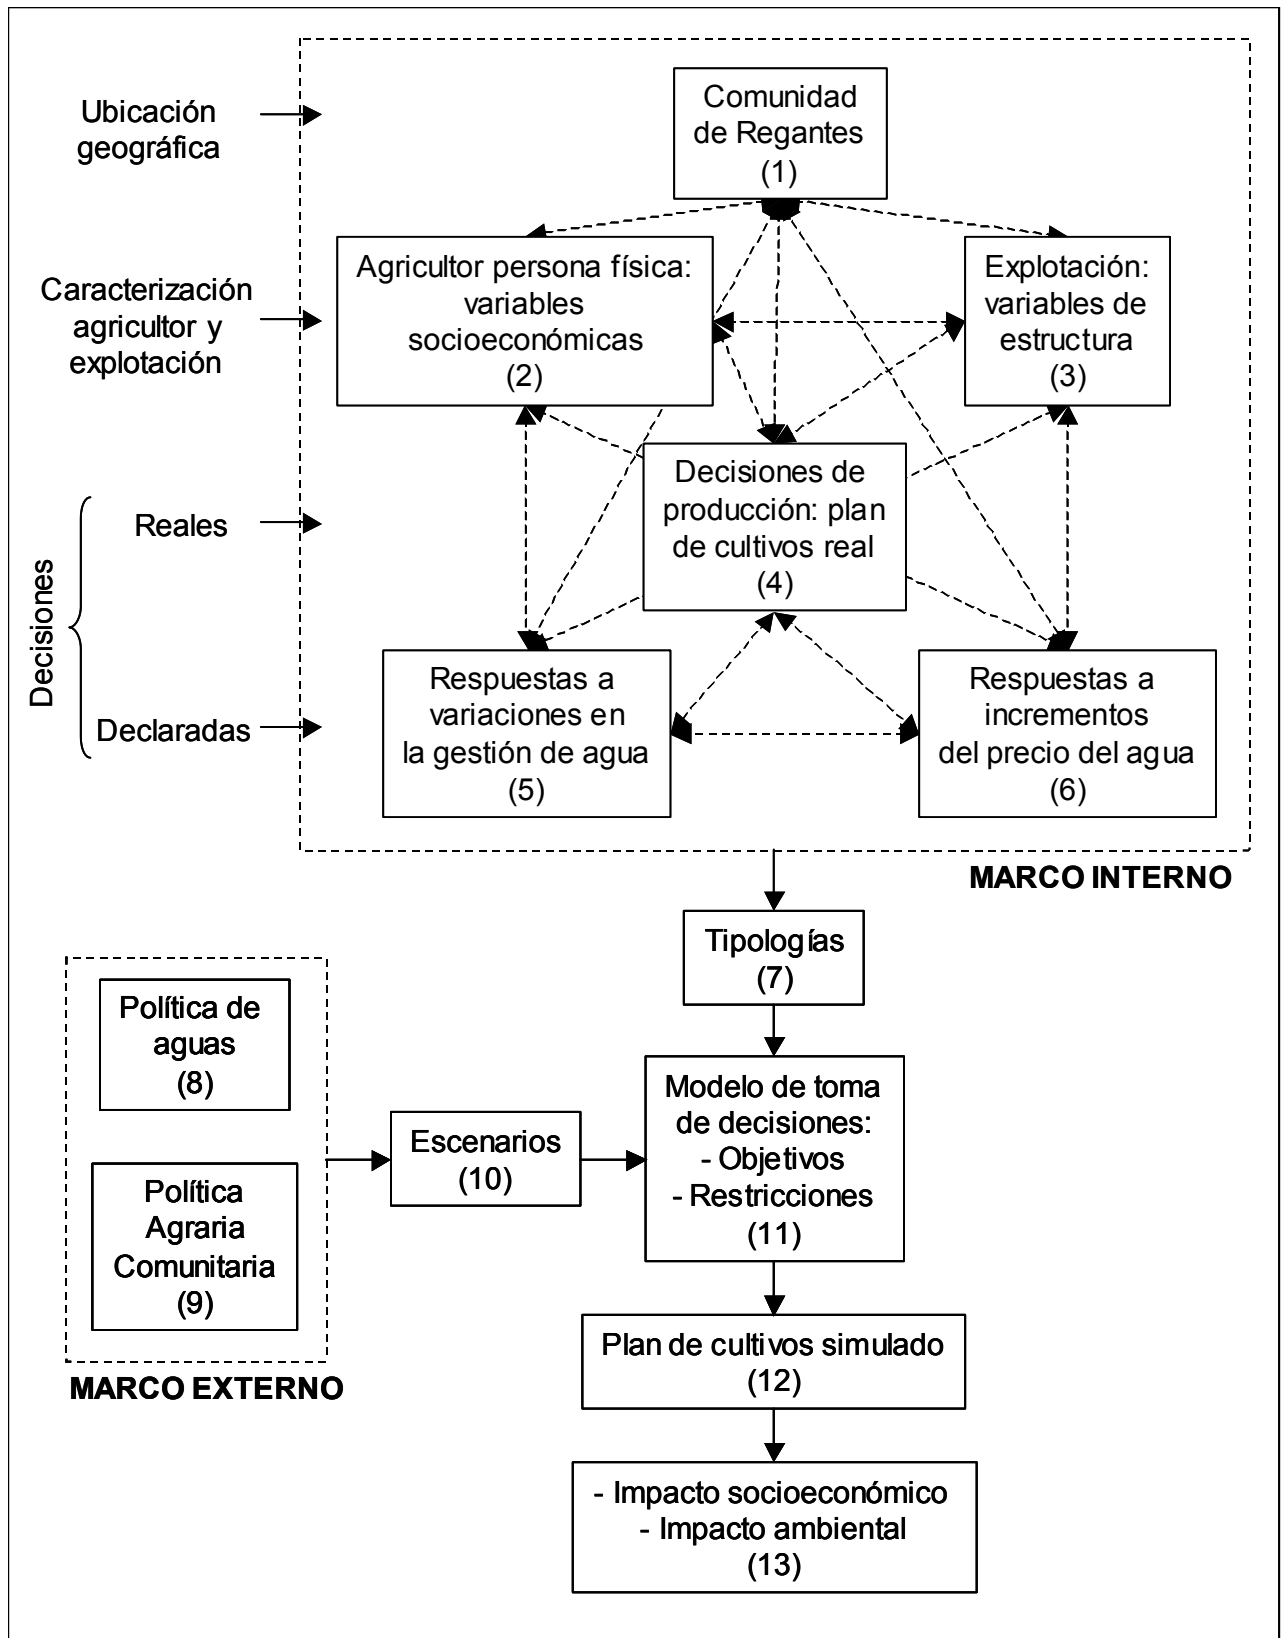 Ubicación
geográfica
Comunidad
de Regantes
(1)
Caracterización
agricultor y
explotación
Agricultor persona física:
variables
socioeconómicas
(2)
Explotación:
variables de
estructura
(3)
Decisiones
Reales
Decisiones de
producción: plan
de cultivos real
(4)
Declaradas
Respuestas a
variaciones en
la gestión de agua
(5)
Respuestas a
incrementos
del precio del agua
(6)
MARCO INTERNO
Tipologías
(7)
Política de
aguas
(8)
Política
Agraria
Comunitaria
(9)
MARCO EXTERNO
Escenarios
(10)
Modelo de toma
de decisiones:
- Objetivos
- Restricciones
(11)
Plan de cultivos simulado
(12)
- Impacto socioeconómico
- Impacto ambiental
(13)